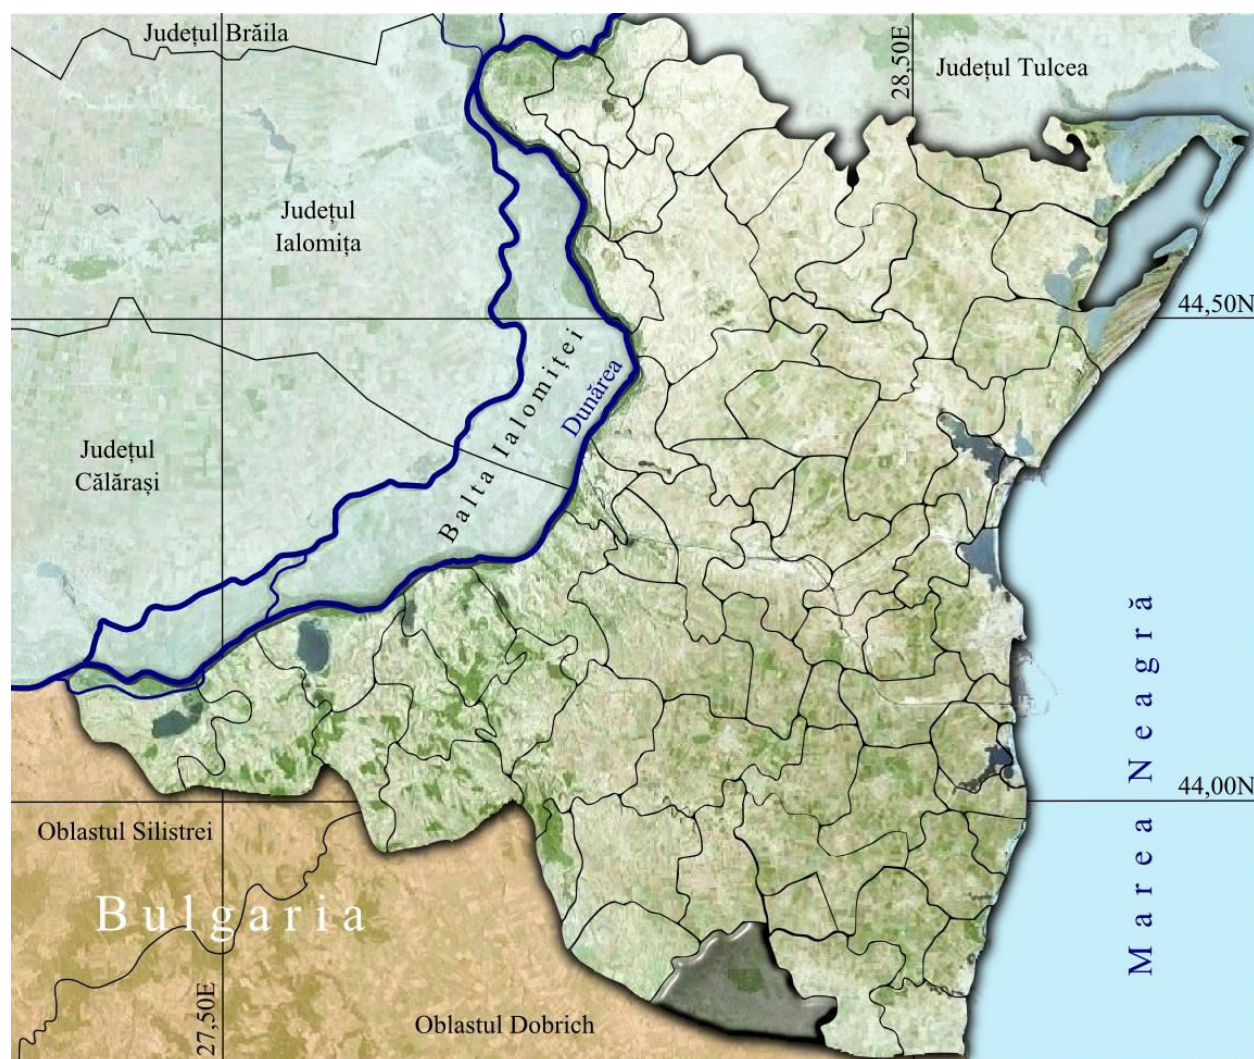 Județul Brăila
28,50E
Județul Tulcea
Județul
Ialomița
44,50N
Balta Ialomiței
Dunărea
Județul
Călărași
Marea Neagră
44,00N
Oblastul Silistrei
Bulgaria
27,50E
Oblastul Dobrich